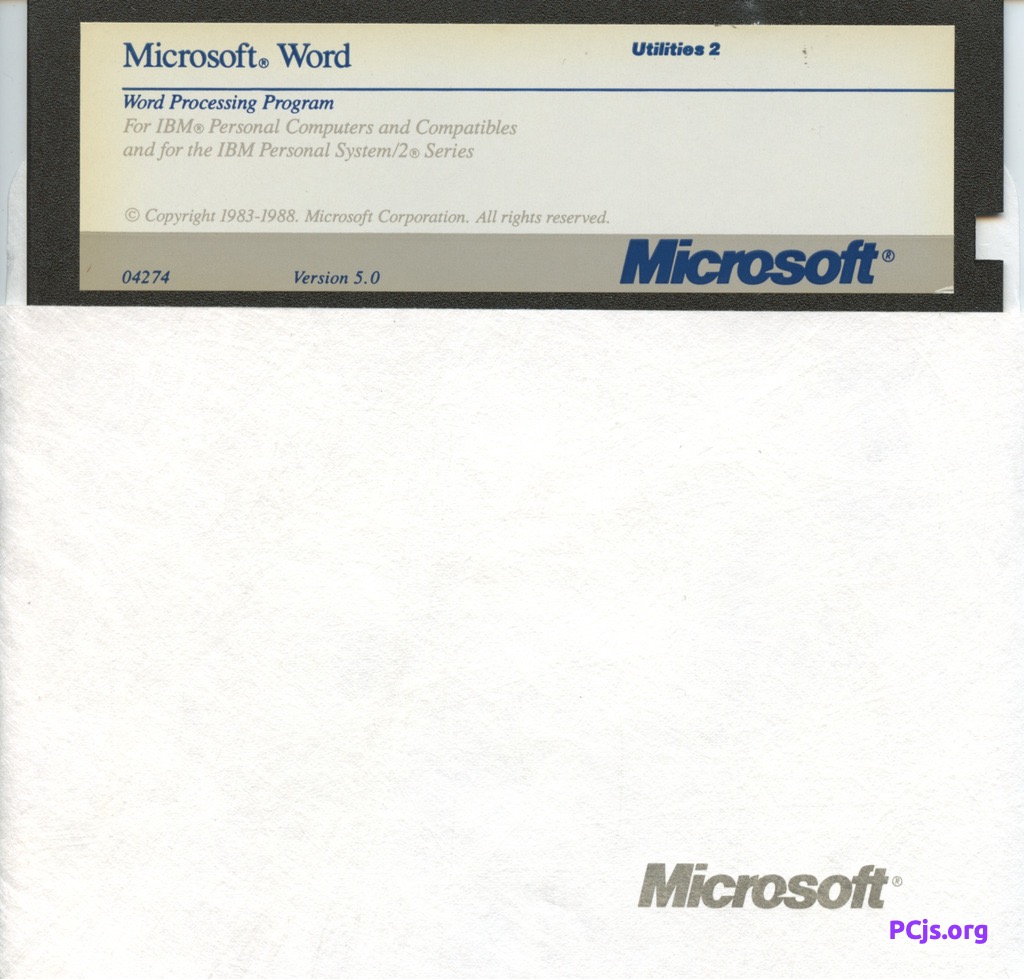 Microsoft® Word
Utilities 2
Word Processing Program
For IBM® Personal Computers and Compatibles
and for the IBM Personal System/2® Series
© Copyright 1983-1988. Microsoft Corporation. All rights reserved.
04274 Version 5.0 Microsoft®
Microsoft®
PCjs.org